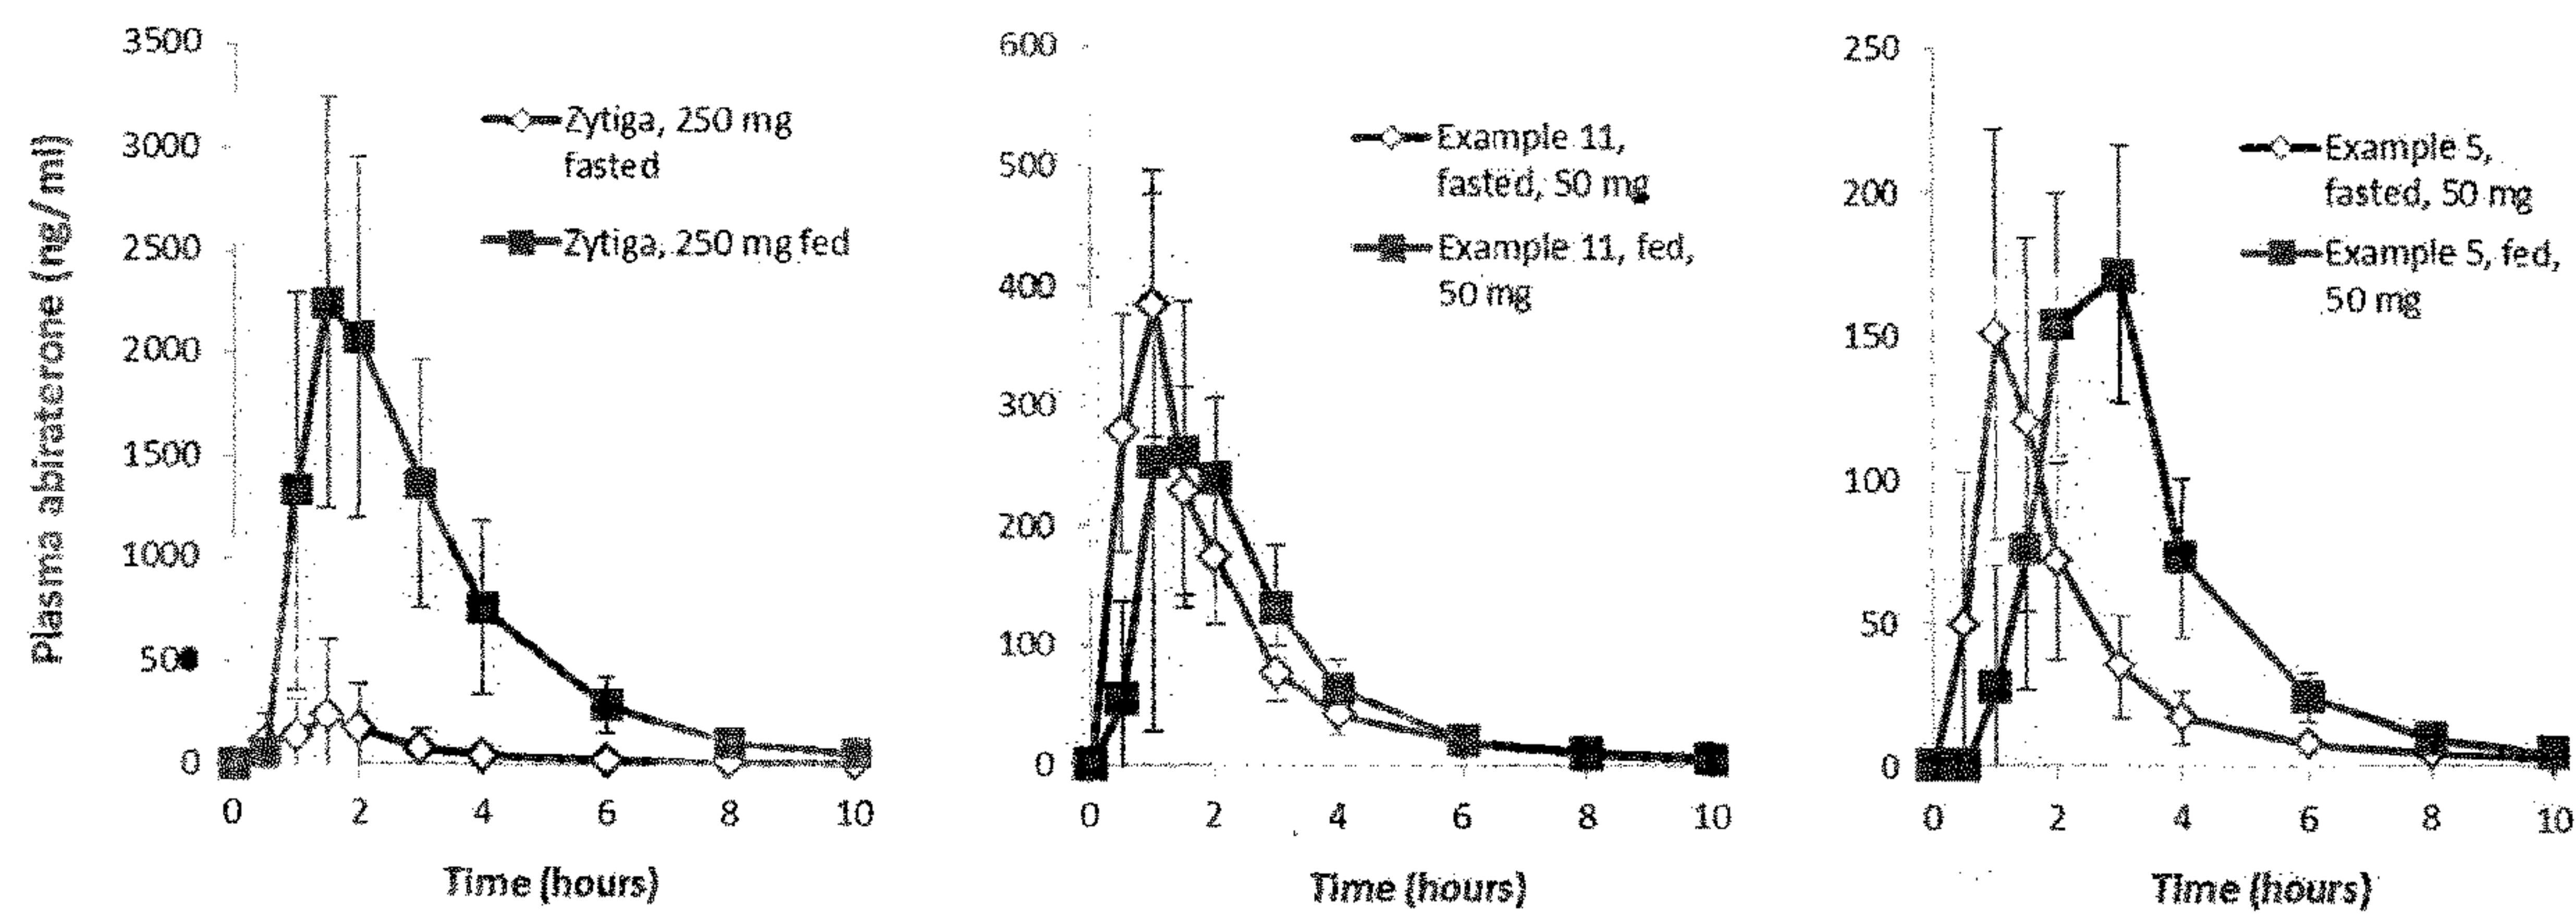 Plasma abiraterone (ng/ml)
3500
3000
2500
2000
1500
1000
500
0
0 2 4 6 8 10
Time (hours)
Zytiga, 250 mg
fasted
Zytiga, 250 mg fed
600
500
400
300
200
100
0
0 2 4 6 8 10
Time (hours)
Example 11,
fasted, 50 mg
Example 11, fed,
50 mg
250
200
150
100
50
0
0 2 4 6 8 10
Time (hours)
Example 5,
fasted, 50 mg
Example 5, fed,
50 mg